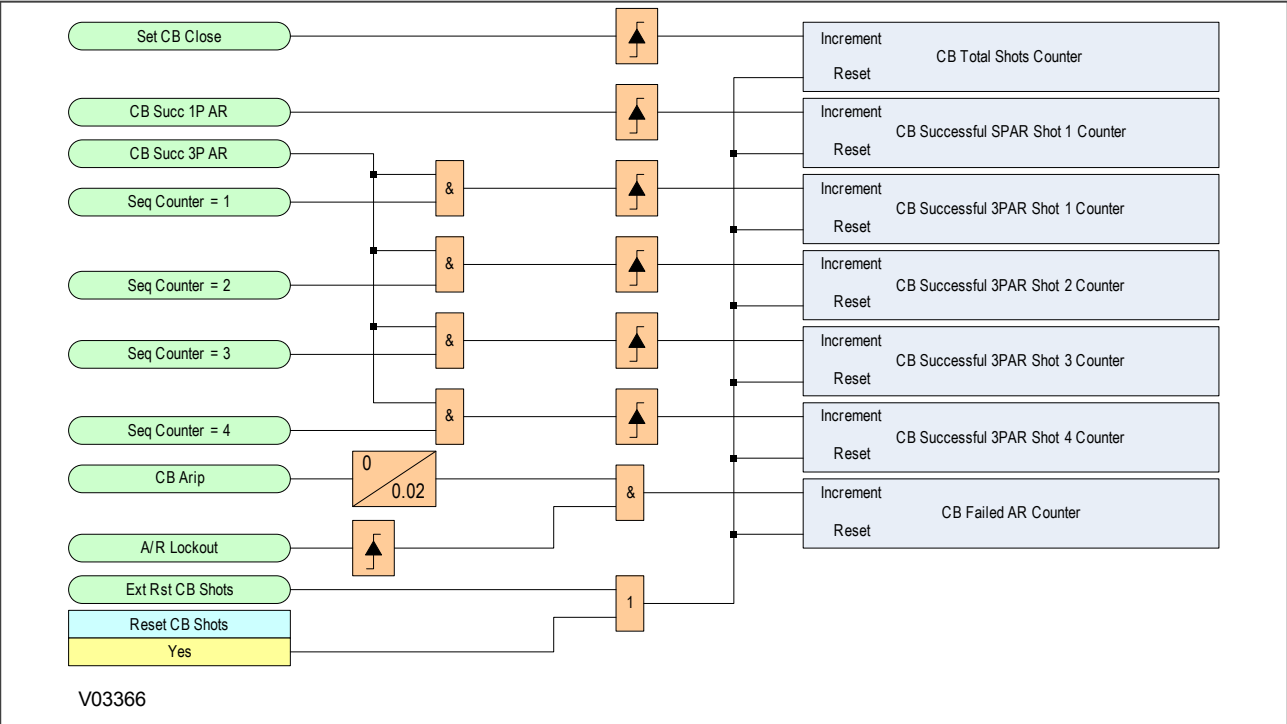 Set CB Close
Increment
CB Total Shots Counter
Reset
CB Succ 1P AR
Increment
CB Successful SPAR Shot 1 Counter
Reset
CB Succ 3P AR
Seq Counter = 1
&
Increment
CB Successful 3PAR Shot 1 Counter
Reset
Seq Counter = 2
&
Increment
CB Successful 3PAR Shot 2 Counter
Reset
Seq Counter = 3
&
Increment
CB Successful 3PAR Shot 3 Counter
Reset
Seq Counter = 4
&
Increment
CB Successful 3PAR Shot 4 Counter
Reset
CB Arip
0
0.02
&
Increment
CB Failed AR Counter
Reset
A/R Lockout
Ext Rst CB Shots
1
Reset CB Shots
Yes
V03366